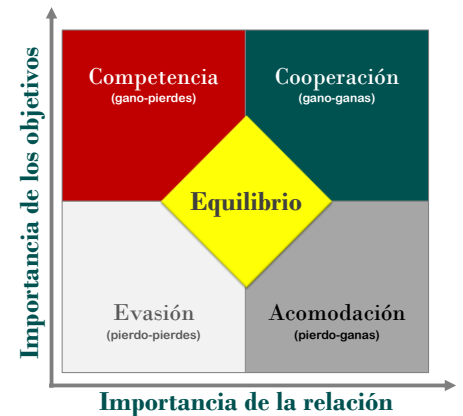 Importancia de los objetivos
Competencia
(gano-pierdes)
Cooperación
(gano-ganas)
Equilibrio
Evasión
(pierdo-pierdes)
Acomodación
(pierdo-ganas)
Importancia de la relación